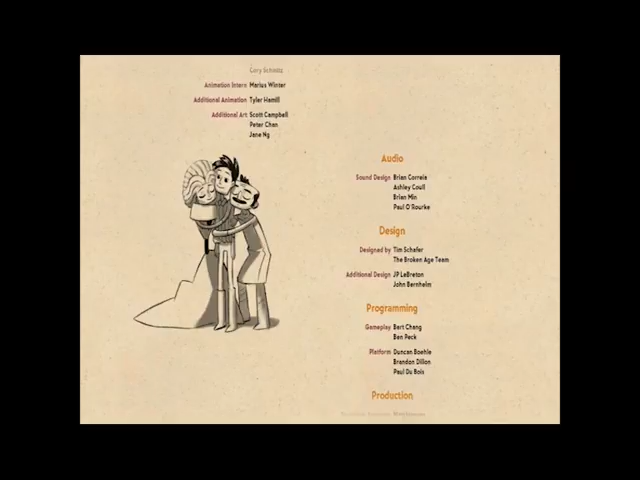 Cory Schmitz
Animation Intern Marius Winter
Additional Animation Tyler Hamill
Additional Art Scott Campbell
Peter Chan
Jane Ng
Audio
Sound Design Brian Correia
Ashley Coull
Brian Min
Paul O'Rourke
Design
Designed by Tim Schafer
The Broken Age Team
Additional Design JP LeBreton
John Bernhelm
Programming
Gameplay Bert Chang
Ben Peck
Platform Duncan Boehle
Brandon Dillon
Paul Du Bois
Production